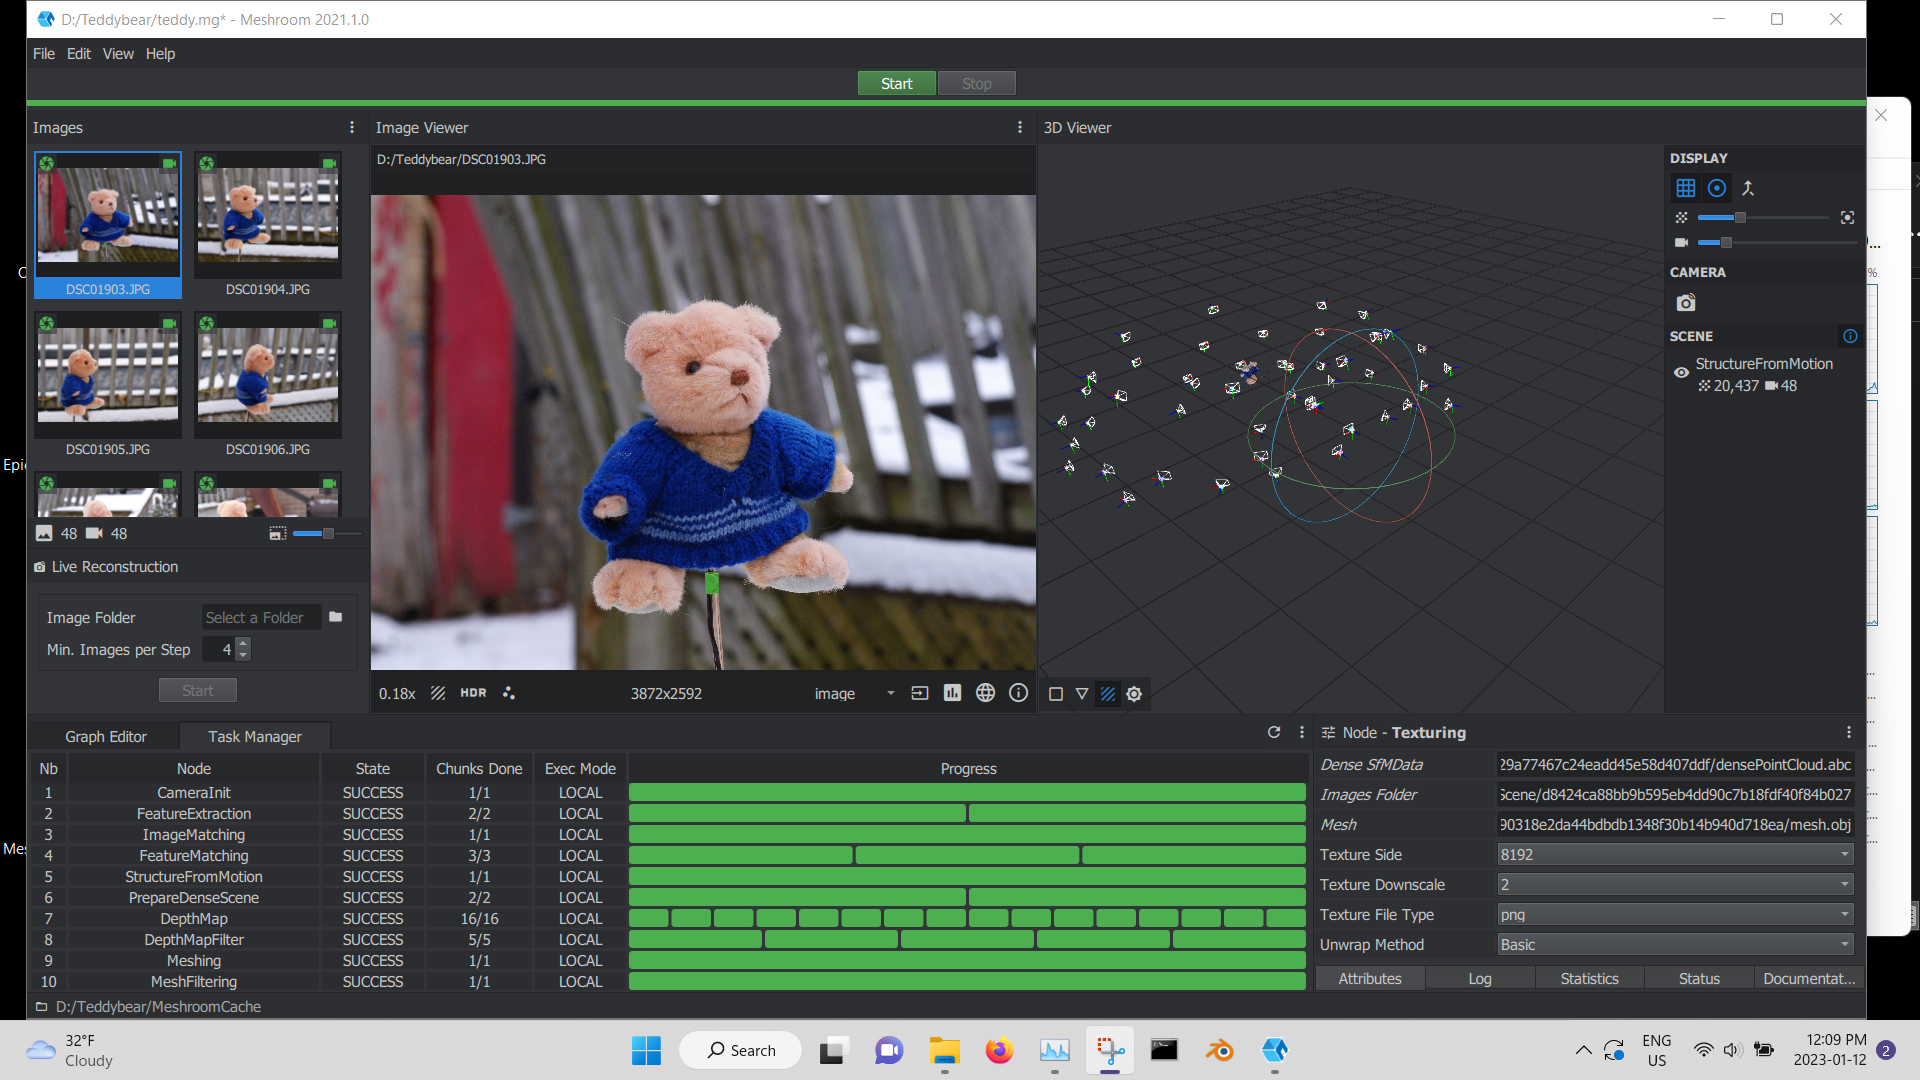 D:/Teddybear/teddy.mg* - Meshroom 2021.1.0
File Edit View Help
Start Stop
Images
Image Viewer
3D Viewer
D:/Teddybear/DSC01903.JPG
DSC01903.JPG DSC01904.JPG
DSC01905.JPG DSC01906.JPG
48 48
Live Reconstruction
Image Folder Select a Folder
Min. Images per Step 4
Start
0.18x HDR 3872x2592 image
DISPLAY
CAMERA
SCENE
StructureFromMotion
20,437 48
Graph Editor Task Manager
Nb Node State Chunks Done Exec Mode Progress
1 CameraInit SUCCESS 1/1 LOCAL
2 FeatureExtraction SUCCESS 2/2 LOCAL
3 ImageMatching SUCCESS 1/1 LOCAL
4 FeatureMatching SUCCESS 3/3 LOCAL
5 StructureFromMotion SUCCESS 1/1 LOCAL
6 PrepareDenseScene SUCCESS 2/2 LOCAL
7 DepthMap SUCCESS 16/16 LOCAL
8 DepthMapFilter SUCCESS 5/5 LOCAL
9 Meshing SUCCESS 1/1 LOCAL
10 MeshFiltering SUCCESS 1/1 LOCAL
D:/Teddybear/MeshroomCache
Node - Texturing
Dense SfMData 29a77467c24eadd45e58d407ddf/densePointCloud.abc
Images Folder Scene/d8424ca88bb9b595eb4dd90c7b18fdf40f84b027
Mesh 90318e2da44bdbdb1348f30b14b940d718ea/mesh.obj
Texture Side 8192
Texture Downscale 2
Texture File Type png
Unwrap Method Basic
Attributes Log Statistics Status Documentat...
Epic
Mes
%
32°F
Cloudy
Search
ENG
US
12:09 PM
2023-01-12
2